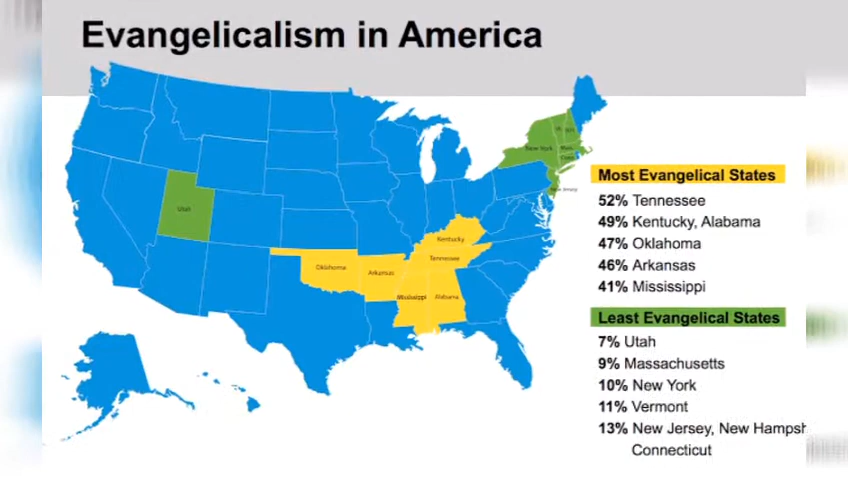 Evangelicalism in America
Most Evangelical States
52% Tennessee
49% Kentucky, Alabama
47% Oklahoma
46% Arkansas
41% Mississippi
Least Evangelical States
7% Utah
9% Massachusetts
10% New York
11% Vermont
13% New Jersey, New Hampsh
Connecticut
Utah
New York
New Jersey
Kentucky
Tennessee
Oklahoma
Arkansas
Mississippi
Alabama